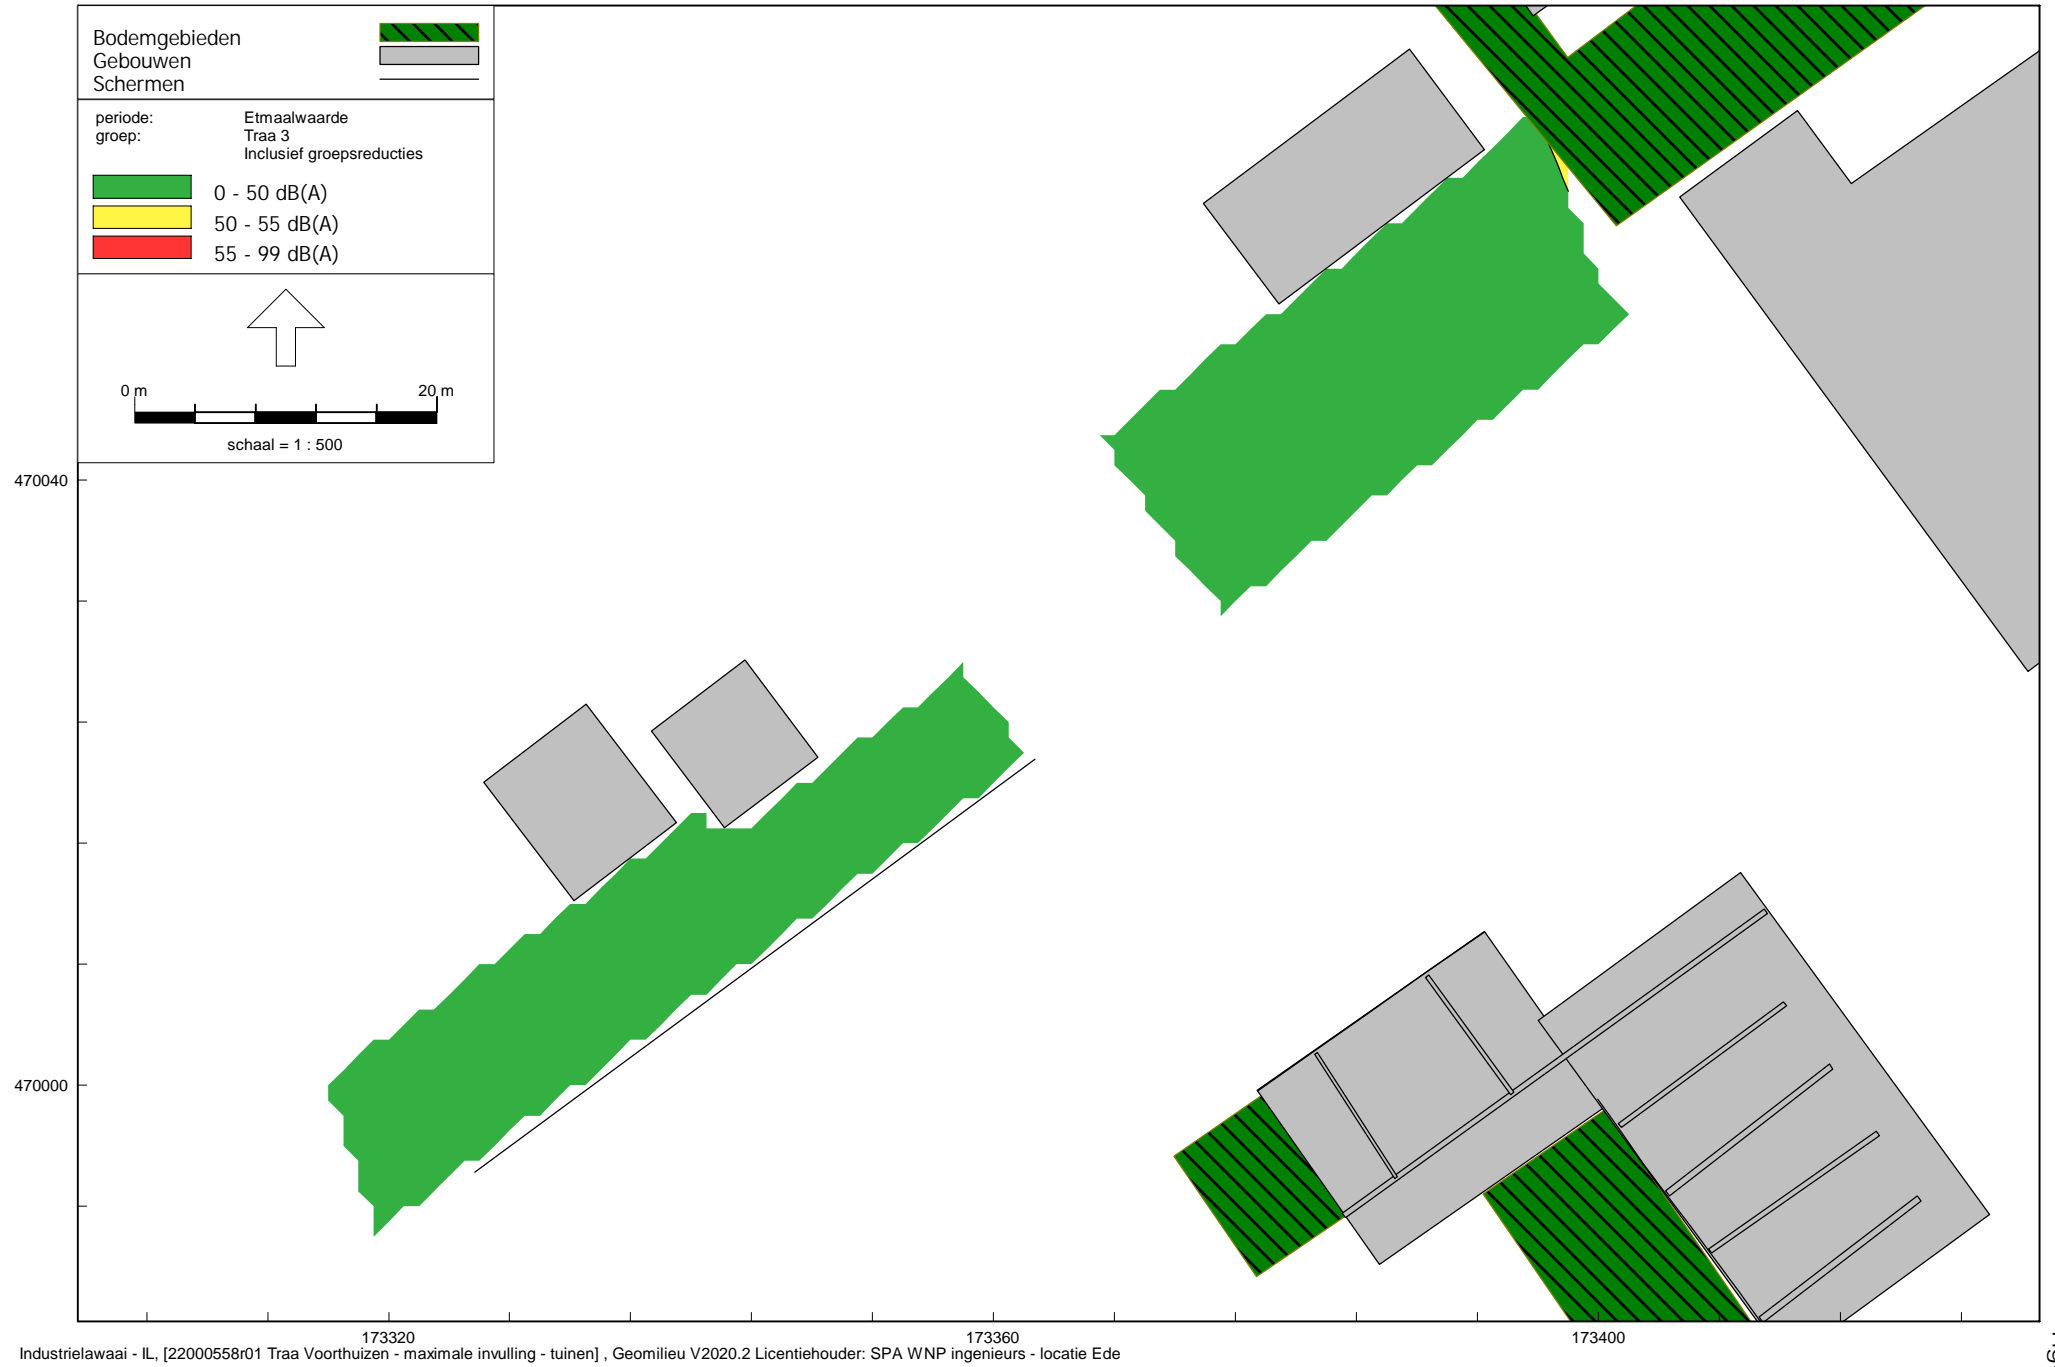 Bodemgebieden
Gebouwen
Schermen
periode: Etmaalwaarde
groep: Traa 3
Inclusief groepsreducties
0 - 50 dB(A)
50 - 55 dB(A)
55 - 99 dB(A)
0 m 20 m
schaal = 1 : 500
470040
470000
173320 173360 173400
Industrielawaai - IL, [22000558r01 Traa Voorthuizen - maximale invulling - tuinen] , Geomilieu V2020.2 Licentiehouder: SPA WNP ingenieurs - locatie Ede